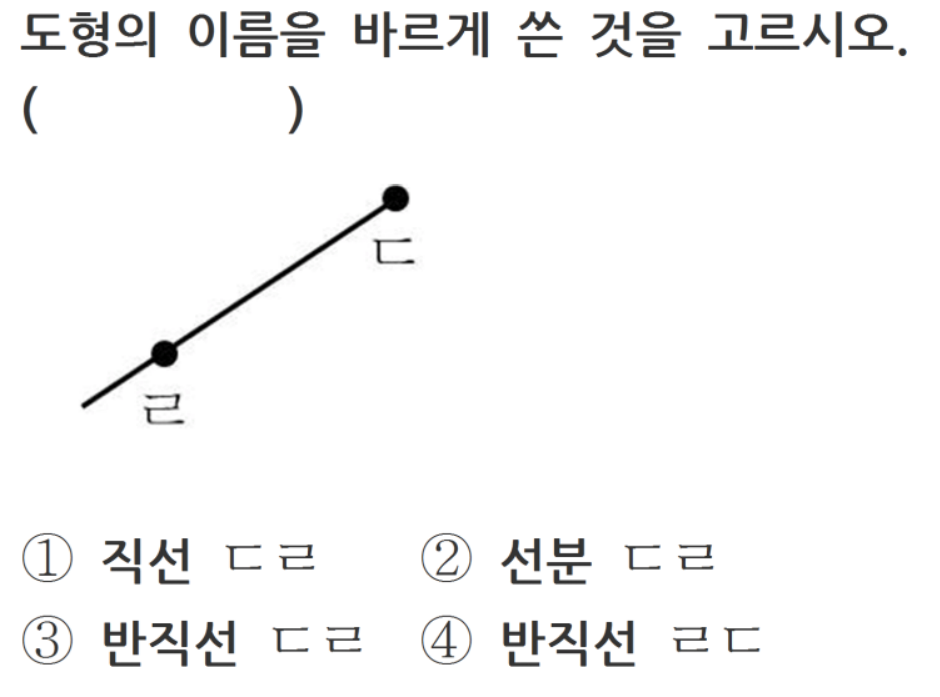 도형의 이름을 바르게 쓴 것을 고르시오.
( )
ㄷ
ㄹ
① 직선 ㄷㄹ ② 선분 ㄷㄹ
③ 반직선 ㄷㄹ ④ 반직선 ㄹㄷ